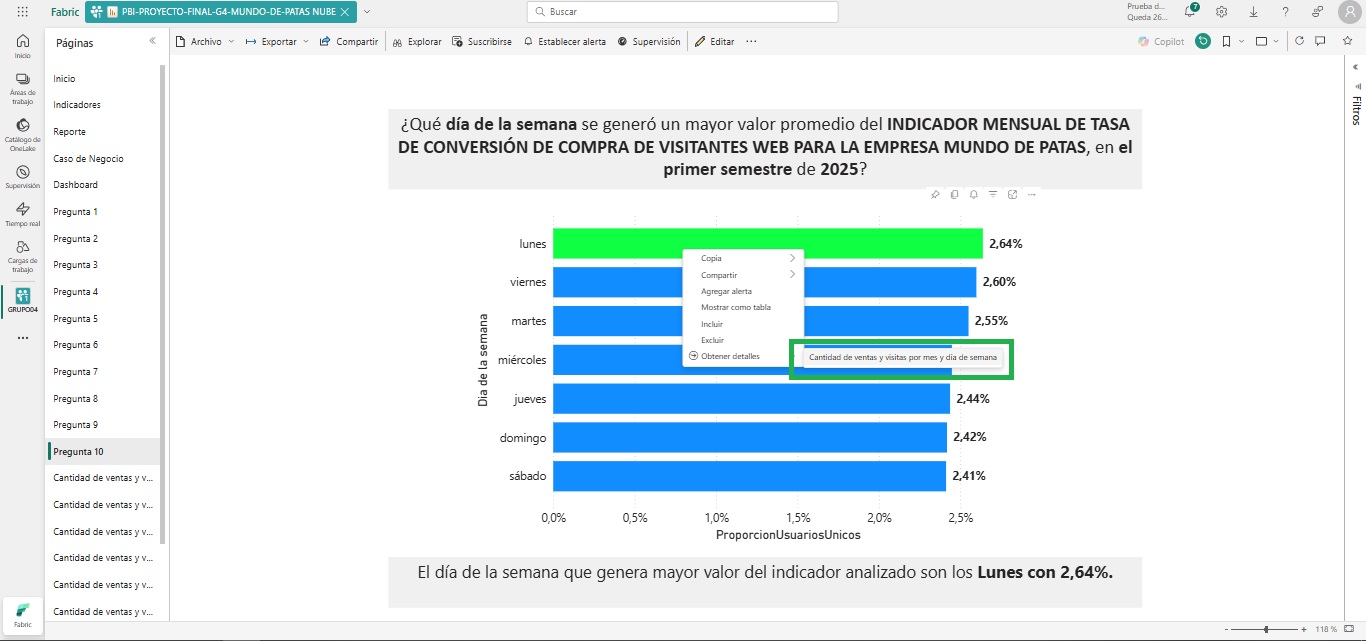 Fabric
PBI-PROYECTO-FINAL-G4-MUNDO-DE-PATAS NUBE
Buscar
Prueba d...
Queda 26...
7
Inicio
Áreas de
trabajo
Catálogo de
OneLake
Supervisión
Tiempo real
Cargas de
trabajo
GRUPO04
Fabric
Páginas
Inicio
Indicadores
Reporte
Caso de Negocio
Dashboard
Pregunta 1
Pregunta 2
Pregunta 3
Pregunta 4
Pregunta 5
Pregunta 6
Pregunta 7
Pregunta 8
Pregunta 9
Pregunta 10
Cantidad de ventas y v...
Cantidad de ventas y v...
Cantidad de ventas y v...
Cantidad de ventas y v...
Cantidad de ventas y v...
Cantidad de ventas y v...
Archivo
Exportar
Compartir
Explorar
Suscribirse
Establecer alerta
Supervisión
Editar
Copilot
Filtros
¿Qué día de la semana se generó un mayor valor promedio del INDICADOR MENSUAL DE TASA
DE CONVERSIÓN DE COMPRA DE VISITANTES WEB PARA LA EMPRESA MUNDO DE PATAS, en el
primer semestre de 2025?
Dia de la semana
lunes 2,64%
viernes 2,60%
martes 2,55%
miércoles
jueves 2,44%
domingo 2,42%
sábado 2,41%
Copia
Compartir
Agregar alerta
Mostrar como tabla
Incluir
Excluir
Obtener detalles
Cantidad de ventas y visitas por mes y dia de semana
0,0% 0,5% 1,0% 1,5% 2,0% 2,5%
ProporcionUsuariosUnicos
El día de la semana que genera mayor valor del indicador analizado son los Lunes con 2,64%.
118 %